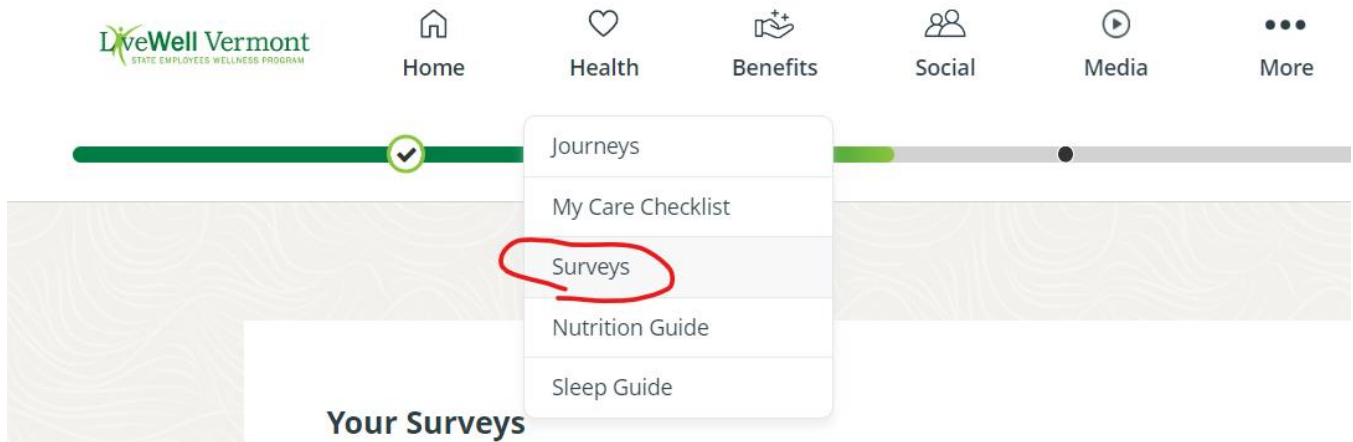 LiveWell Vermont
STATE EMPLOYEES WELLNESS PROGRAM
Home
Health
Benefits
Social
Media
More
Journeys
My Care Checklist
Surveys
Nutrition Guide
Sleep Guide
Your Surveys